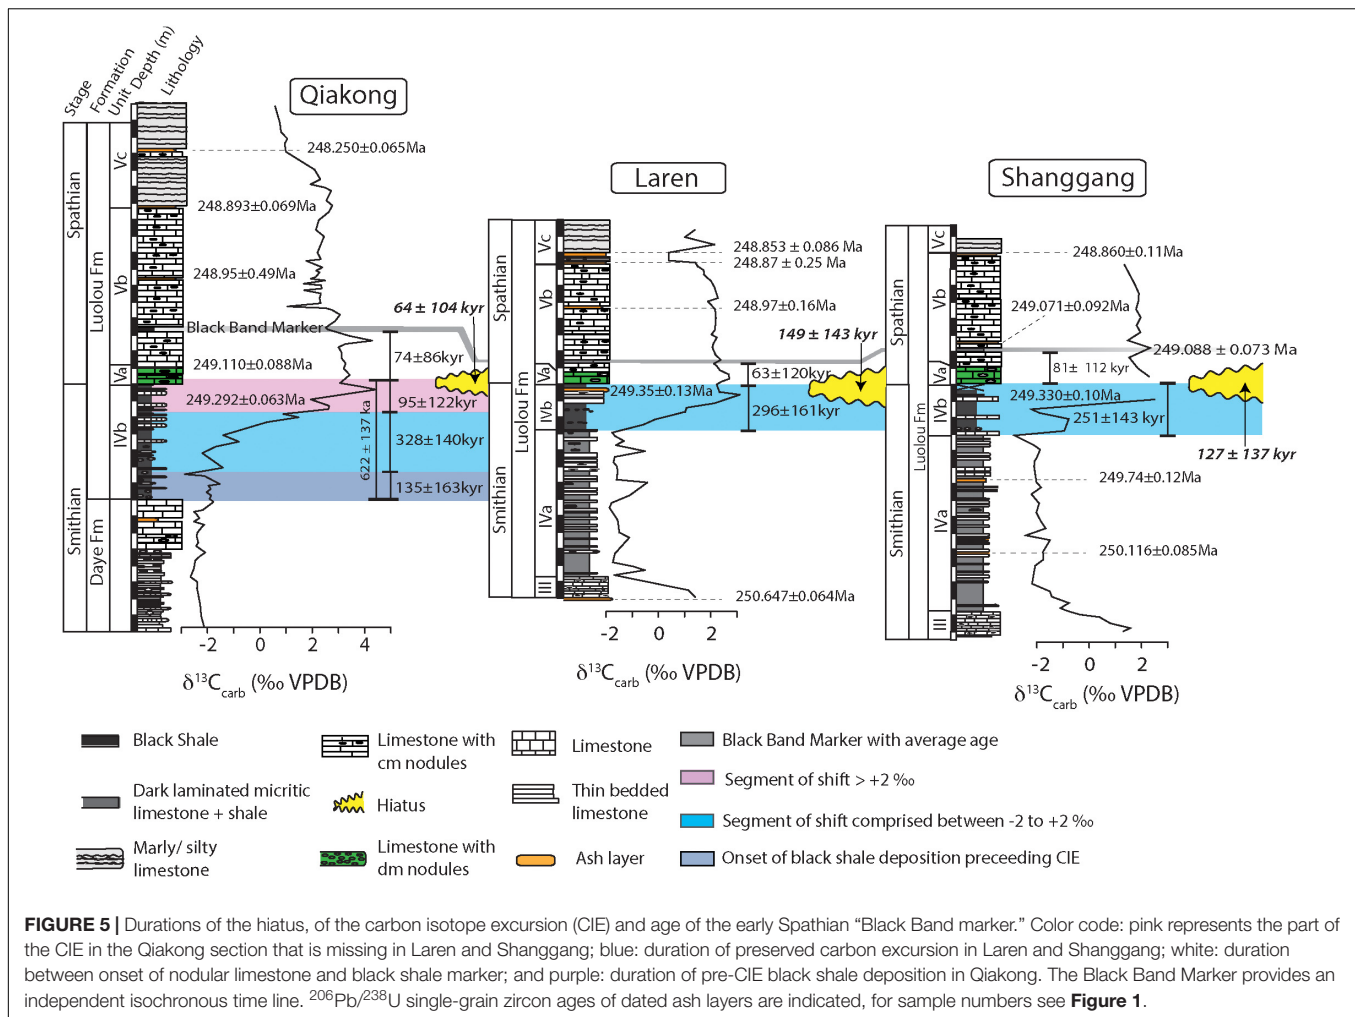 Stage
Formation
Unit
Depth (m)
Lithology
Qiakong
Spathian
Smithian
Luolou Fm
Daye Fm
Vc
Vb
Va
IVb
248.250±0.065Ma
248.893±0.069Ma
248.95±0.49Ma
Black Band Marker
249.110±0.088Ma
249.292±0.063Ma
74±86kyr
95±122kyr
328±140kyr
135±163kyr
622 ± 137 ka
64 ± 104 kyr
-2 0 2 4
δ13Ccarb (‰ VPDB)
Laren
Spathian
Smithian
Luolou Fm
Vc
Vb
Va
IVb
IVa
III
248.853 ± 0.086 Ma
248.87 ± 0.25 Ma
248.97±0.16Ma
149 ± 143 kyr
63±120kyr
249.35±0.13Ma
296±161kyr
250.647±0.064Ma
-2 0 2
δ13Ccarb (‰ VPDB)
Shanggang
Spathian
Smithian
Luolou Fm
Vc
Vb
Va
IVb
IVa
III
248.860±0.11Ma
249.071±0.092Ma
249.088 ± 0.073 Ma
81± 112 kyr
249.330±0.10Ma
251±143 kyr
127 ± 137 kyr
249.74±0.12Ma
250.116±0.085Ma
-2 0 2
δ13Ccarb (‰ VPDB)
Black Shale
Dark laminated micritic
limestone + shale
Marly/ silty
limestone
Limestone with
cm nodules
Hiatus
Limestone with
dm nodules
Limestone
Thin bedded
limestone
Ash layer
Black Band Marker with average age
Segment of shift > +2 ‰
Segment of shift comprised between -2 to +2 ‰
Onset of black shale deposition preceeding CIE
FIGURE 5 | Durations of the hiatus, of the carbon isotope excursion (CIE) and age of the early Spathian “Black Band marker.” Color code: pink represents the part of
the CIE in the Qiakong section that is missing in Laren and Shanggang; blue: duration of preserved carbon excursion in Laren and Shanggang; white: duration
between onset of nodular limestone and black shale marker; and purple: duration of pre-CIE black shale deposition in Qiakong. The Black Band Marker provides an
independent isochronous time line. 206Pb/238U single-grain zircon ages of dated ash layers are indicated, for sample numbers see Figure 1.